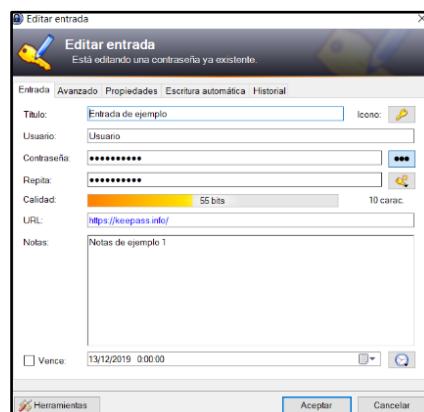 Editar entrada
Editar entrada
Está editando una contraseña ya existente.
Entrada Avanzado Propiedades Escritura automática Historial
Título: Entrada de ejemplo Icono:
Usuario: Usuario
Contraseña: ●●●●●●●●●● ●●●
Repita: ●●●●●●●●●●
Calidad: 55 bits 10 carac.
URL: https://keepass.info/
Notas: Notas de ejemplo 1
Vence: 13/12/2019 0:00:00
Herramientas Aceptar Cancelar